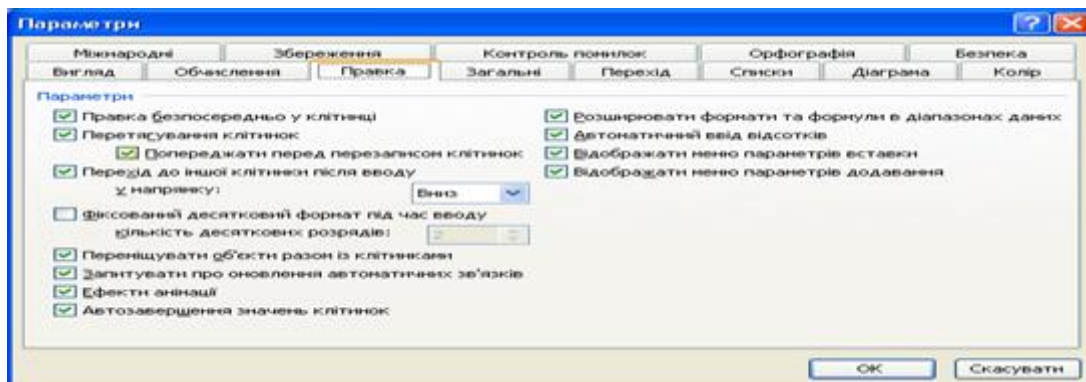 Параметри
Міжнародні Збереження Контроль помилок Орфографія Безпека
Вигляд Обчислення Правка Загальні Перехід Списки Діаграма Колір
Параметри
Правка безпосередньо у клітинці
Перетягування клітинок
Попереджати перед перезаписом клітинок
Перехід до іншої клітинки після вводу
у напрямку: Вниз
Фіксований десятковий формат під час вводу
кількість десяткових розрядів: 2
Переміщувати об'єкти разом із клітинками
Запитувати про оновлення автоматичних зв'язків
Ефекти анімації
Автозавершення значень клітинок
Розширювати формати та формули в діапазонах даних
Автоматичний ввід відсотків
Відображати меню параметрів вставки
Відображати меню параметрів додавання
ОК Скасувати